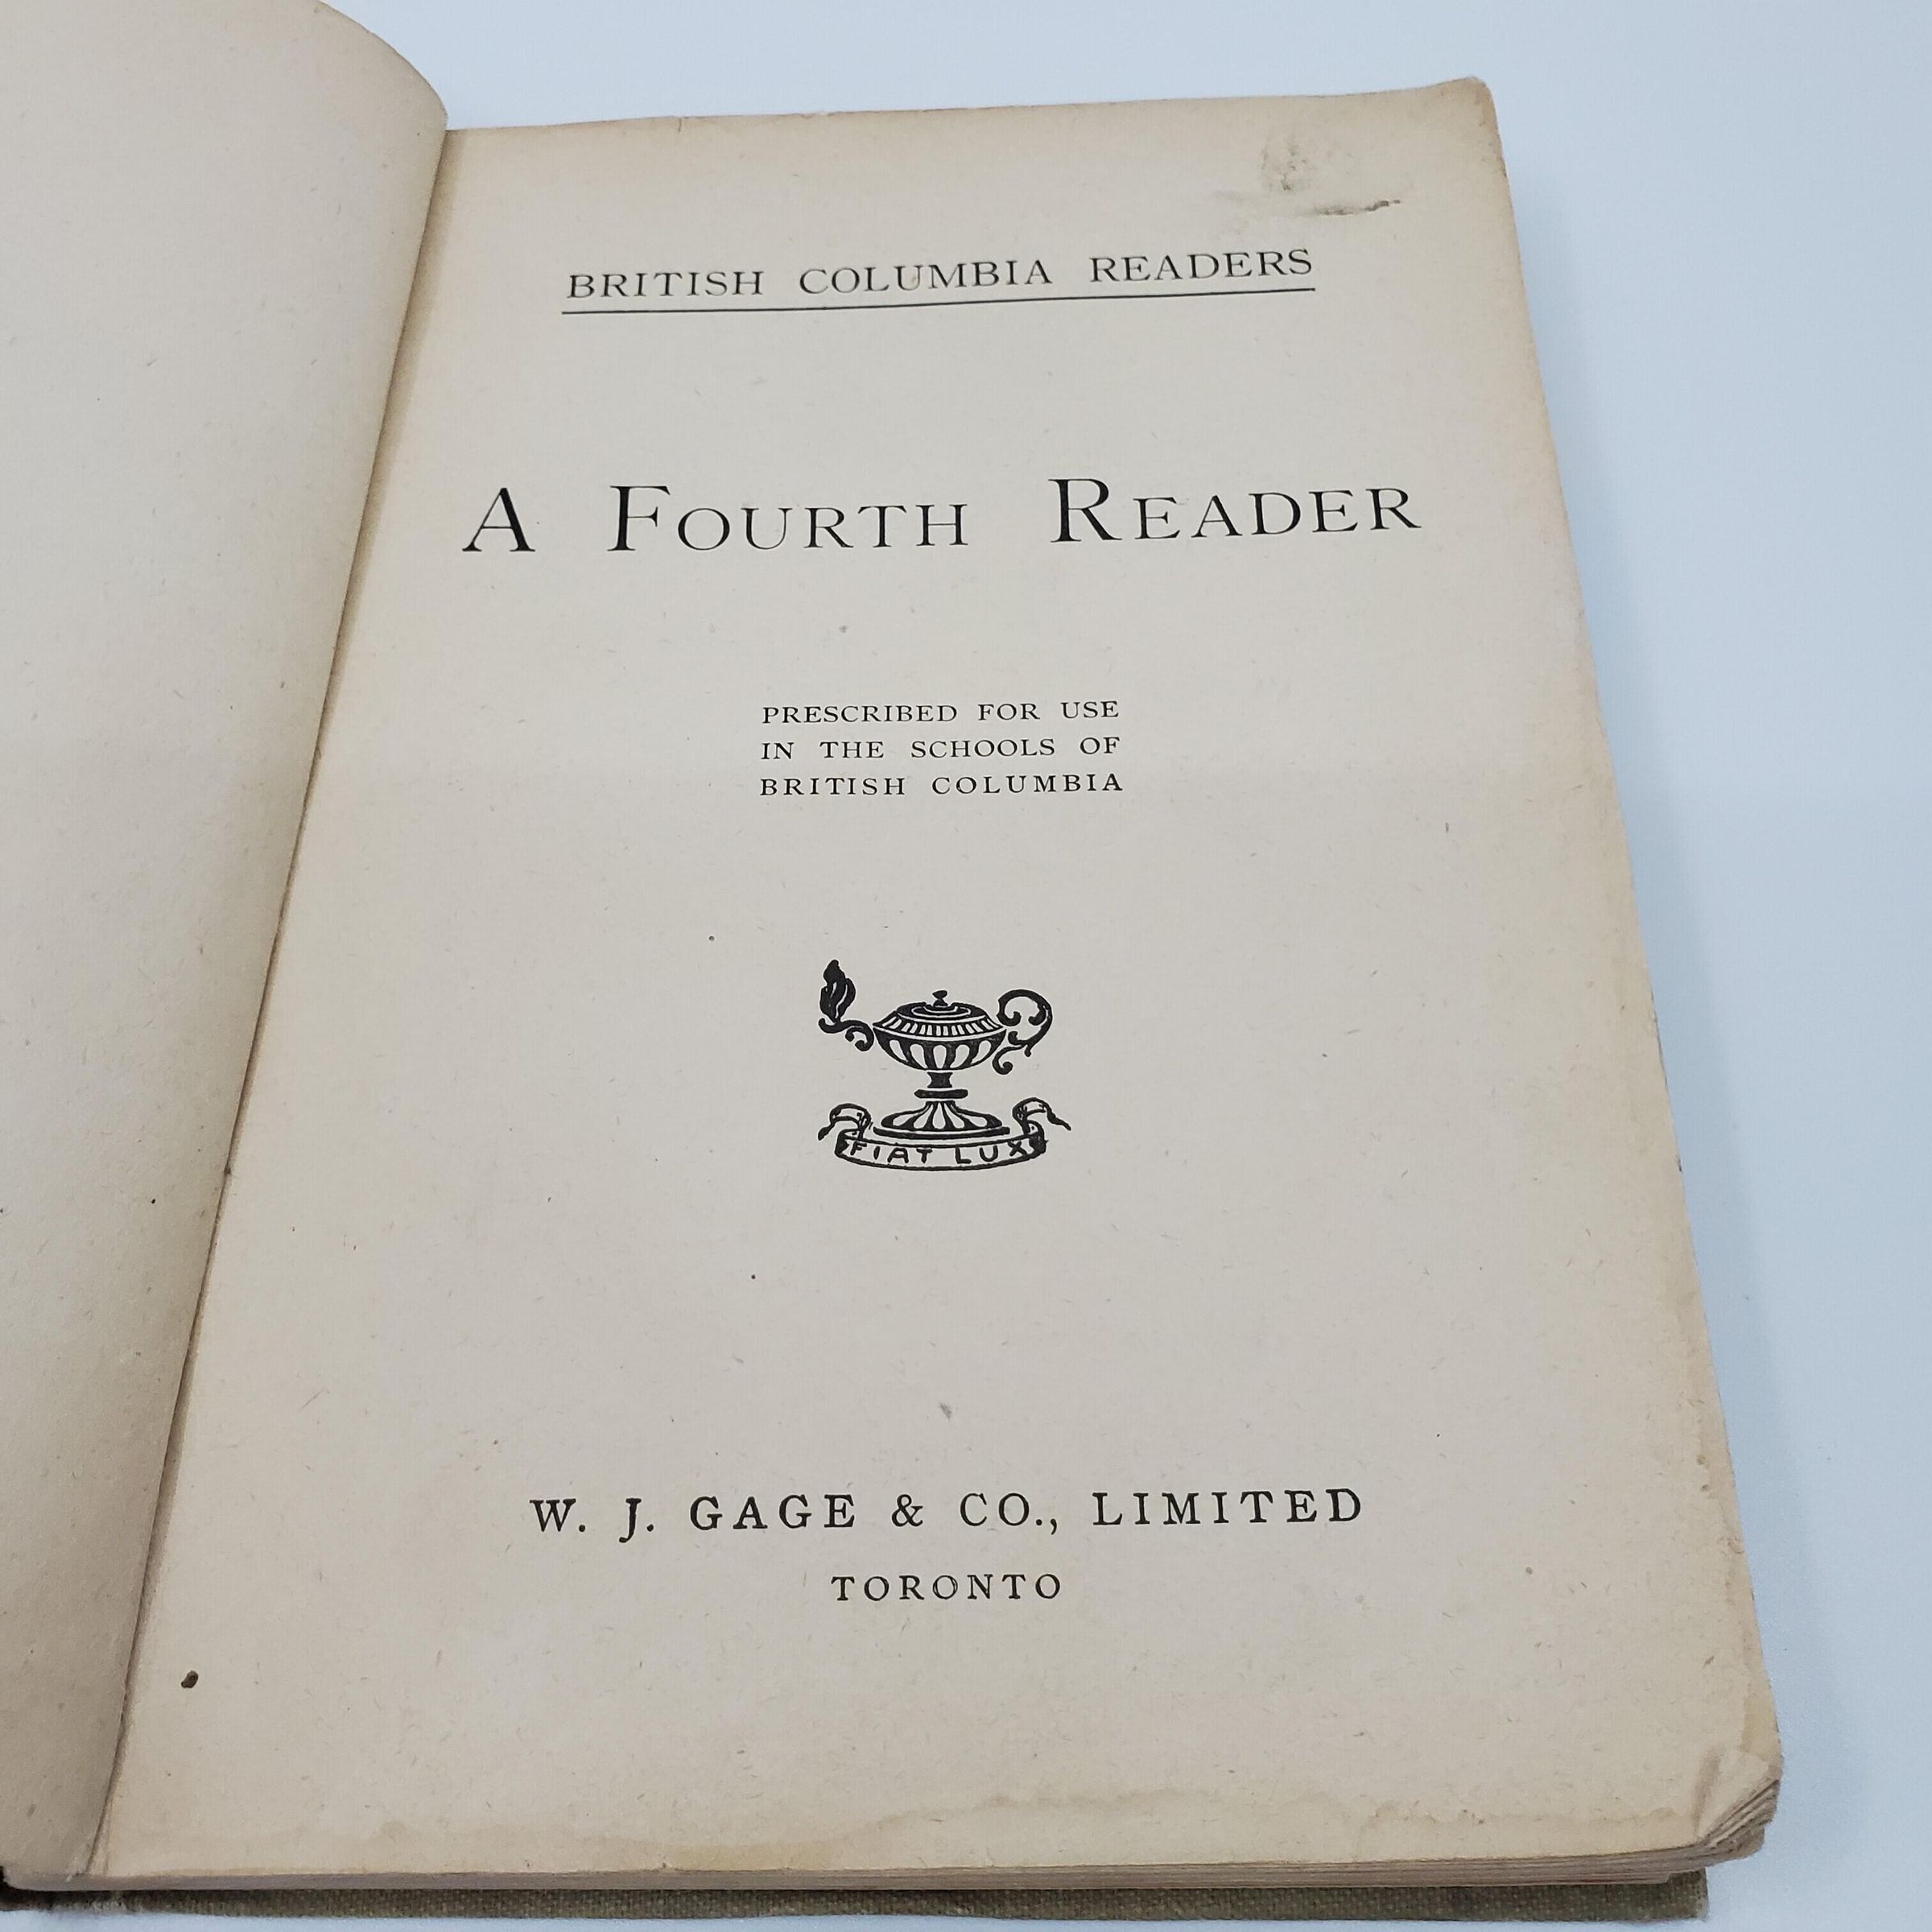 BRITISH COLUMBIA READERS
A FOURTH READER
PRESCRIBED FOR USE
IN THE SCHOOLS OF
BRITISH COLUMBIA
FIAT LUX
W. J. GAGE & CO., LIMITED
TORONTO